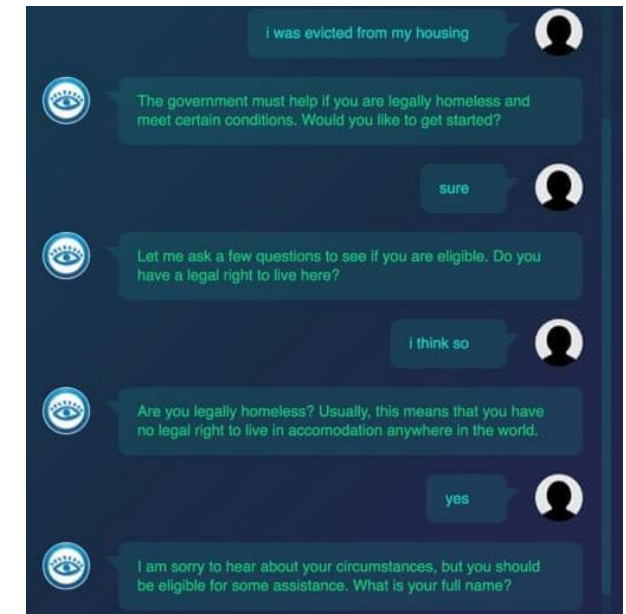 i was evicted from my housing
The government must help if you are legally homeless and
meet certain conditions. Would you like to get started?
sure
Let me ask a few questions to see if you are eligible. Do you
have a legal right to live here?
i think so
Are you legally homeless? Usually, this means that you have
no legal right to live in accomodation anywhere in the world.
yes
I am sorry to hear about your circumstances, but you should
be eligible for some assistance. What is your full name?